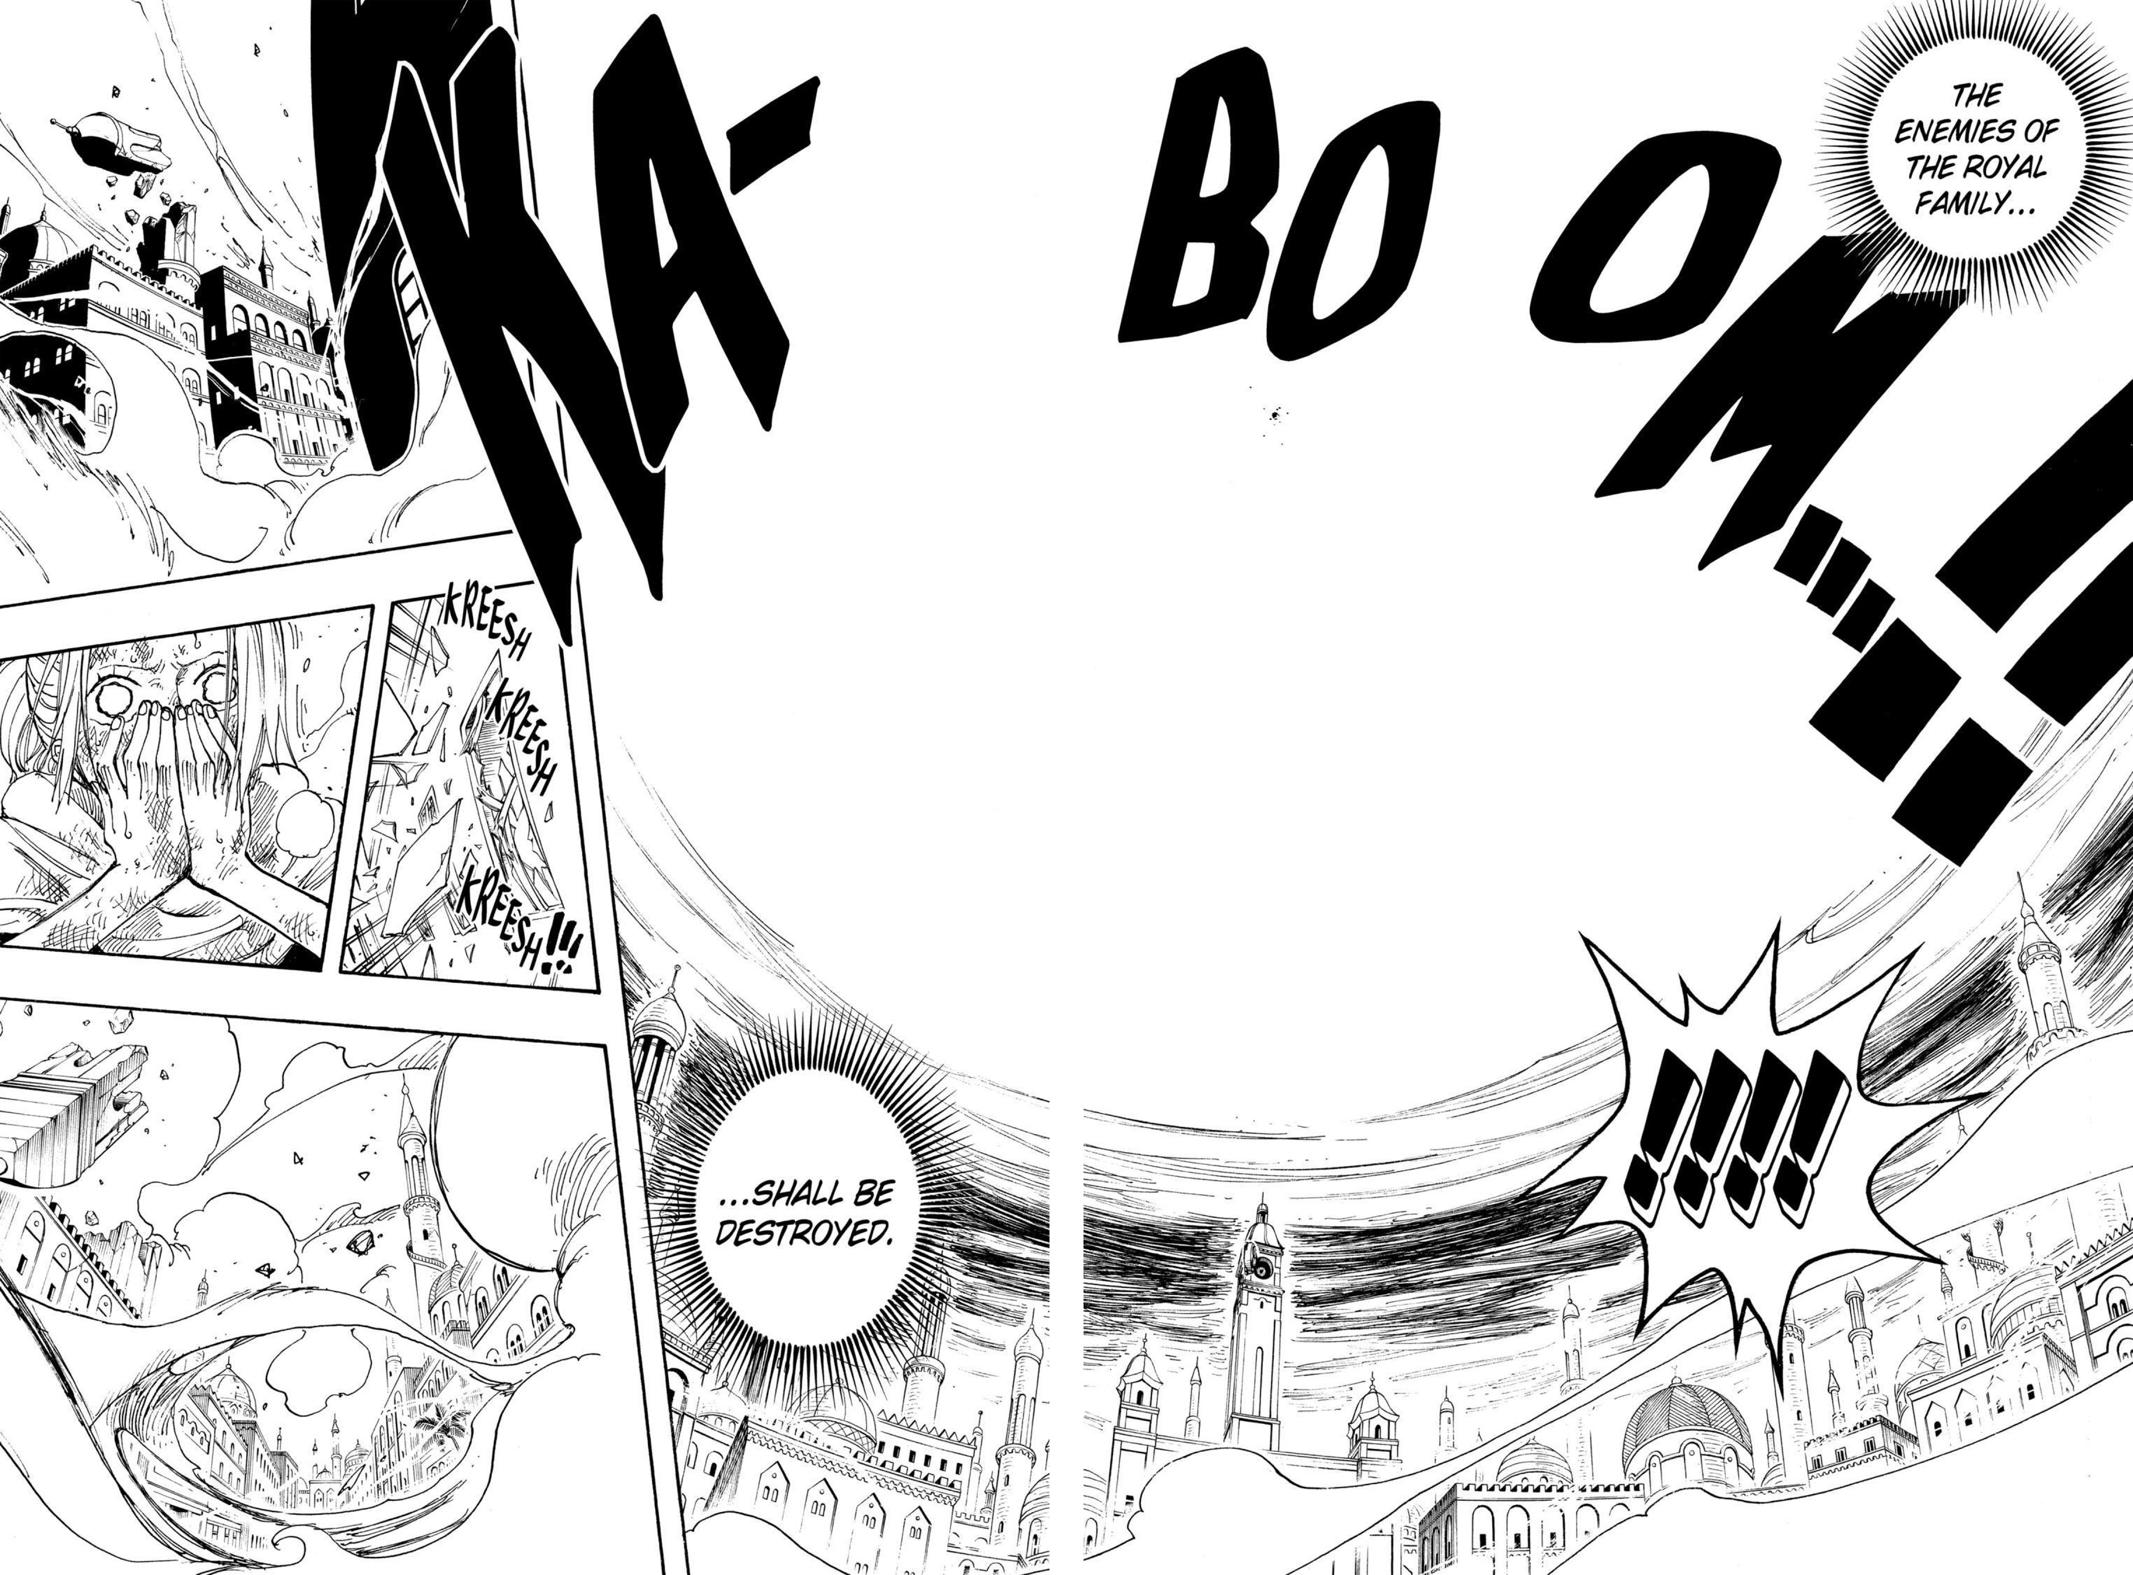 THE
ENEMIES OF
THE ROYAL
FAMILY...
KA-
BOOM!!
!!!!
...SHALL BE
DESTROYED.
KREESH
KREESH
KREESH!!!